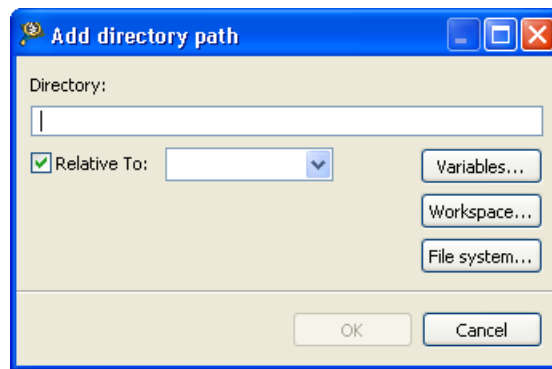 Add directory path
Directory:
Relative To:
Variables...
Workspace...
File system...
OK Cancel